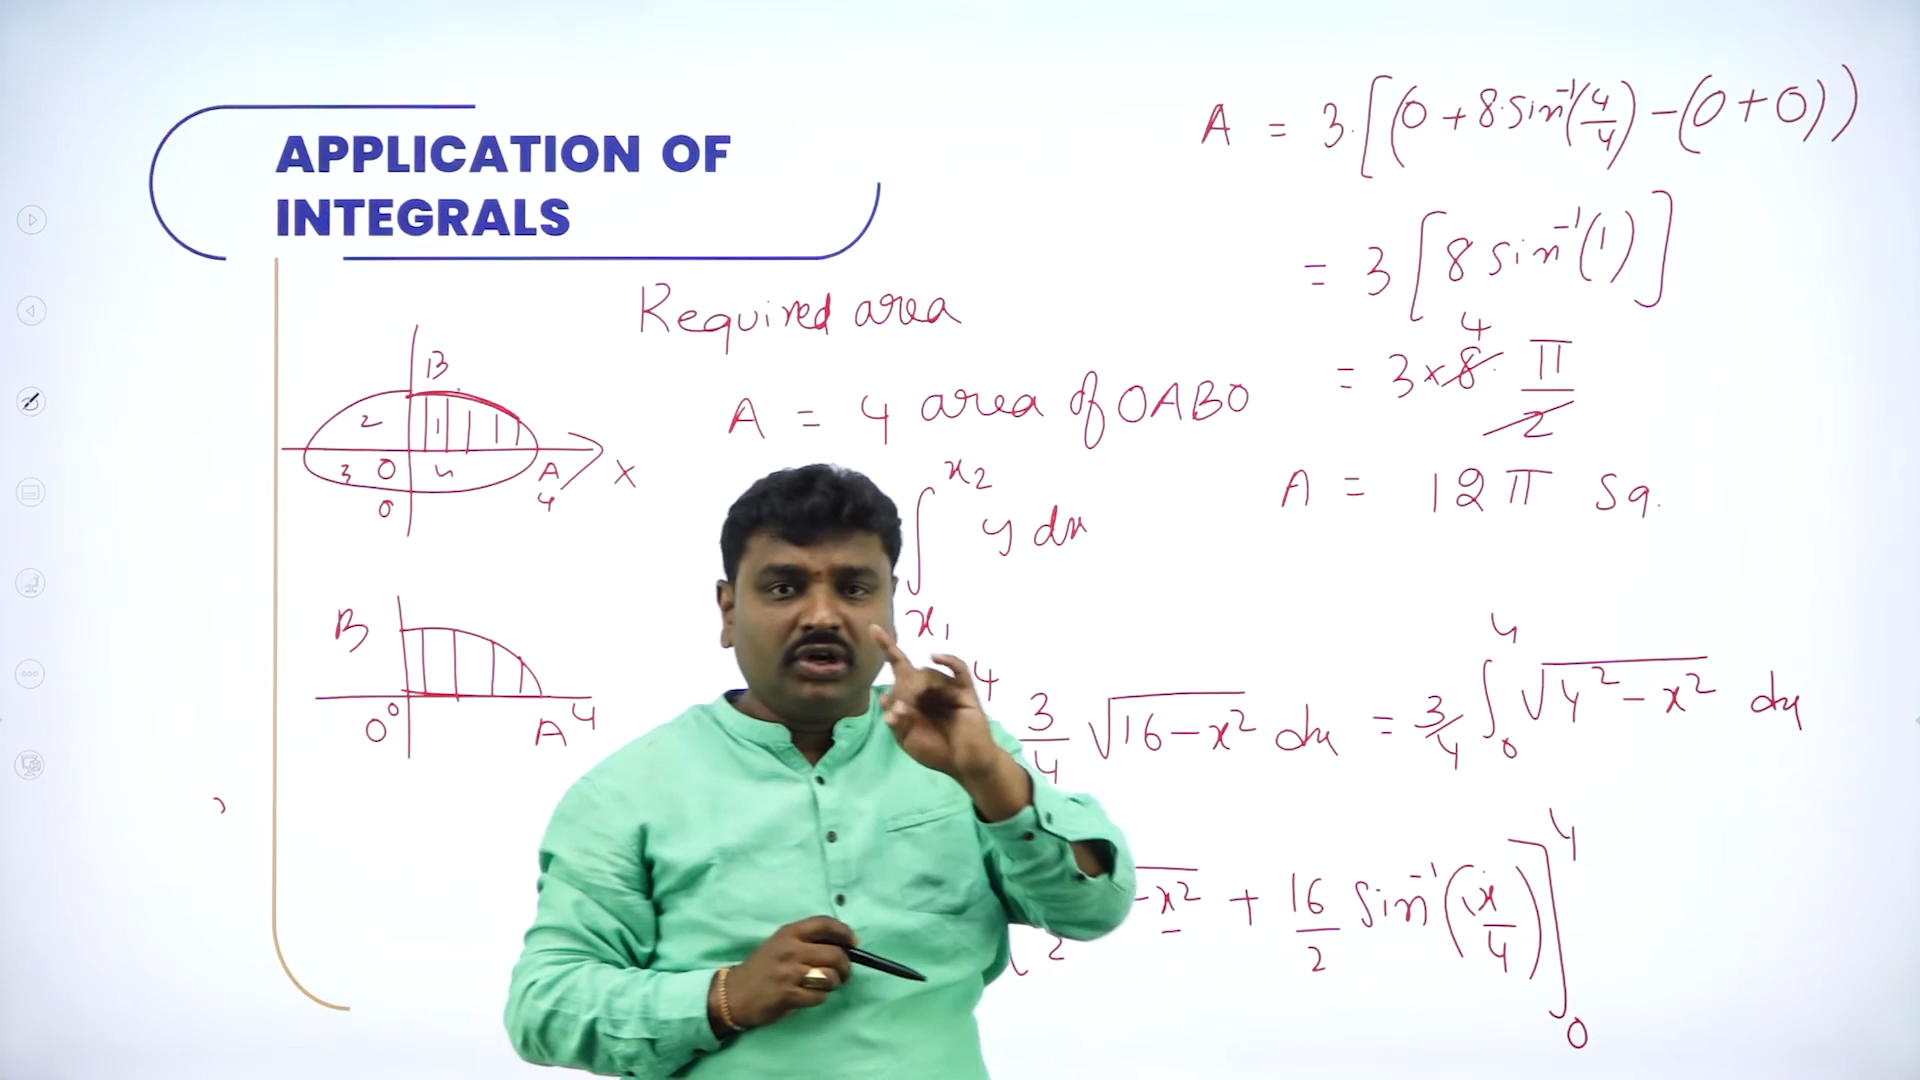 APPLICATION OF
INTEGRALS
Required area
A = 4 area of OABO
∫ x₂ x₁ y dx
4 3/4 √16-x² dx = 3/4 ∫₀⁴ √4²-x² dx
-x² + 16/2 sin⁻¹(x/4)]₀⁴
2
A = 3.[(0+8.sin⁻¹(4/4)-(0+0))
= 3[8 sin⁻¹(1)]
= 3×8 4 π/2
A = 12π sq.
B
2 1
3 O 4 A X
0 4
B
O 0 A 4